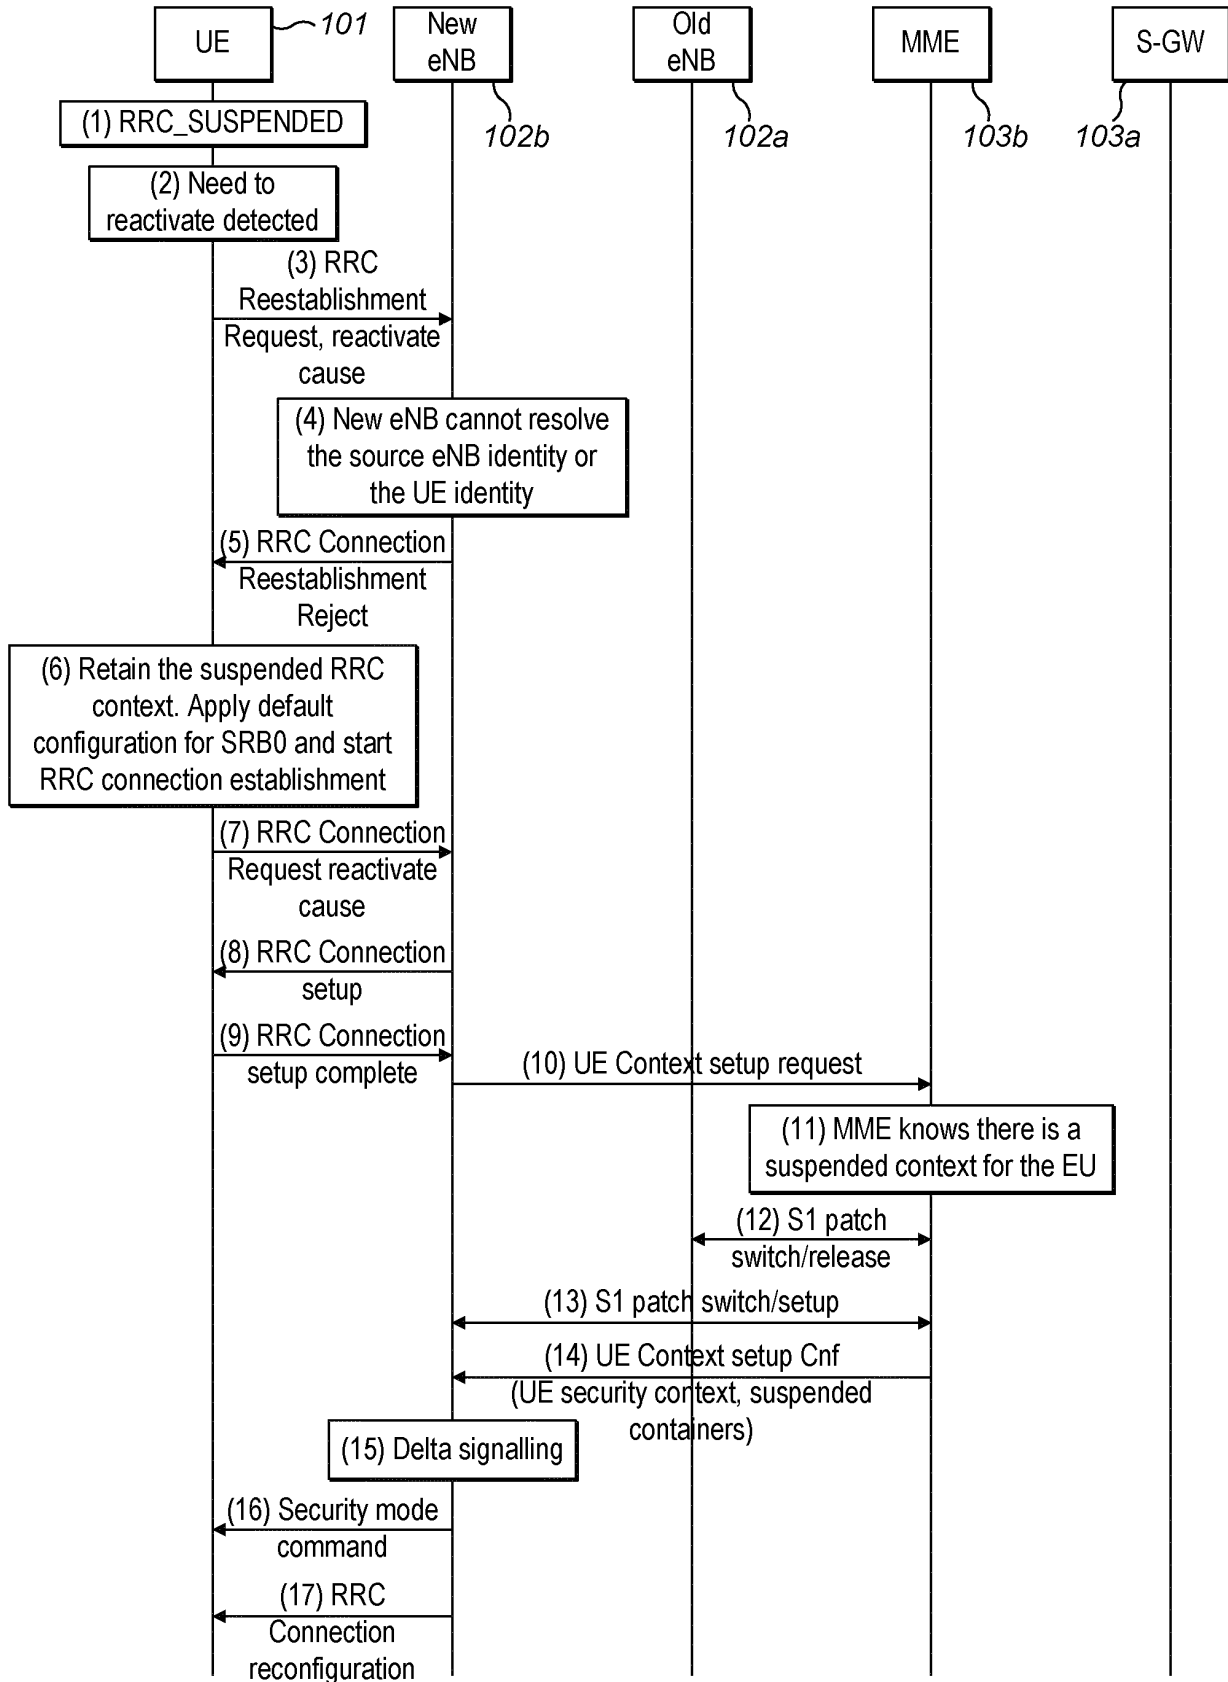 UE
101
New
eNB
Old
eNB
MME
S-GW
102b
102a
103b
103a
(1) RRC_SUSPENDED
(2) Need to
reactivate detected
(3) RRC
Reestablishment
Request, reactivate
cause
(4) New eNB cannot resolve
the source eNB identity or
the UE identity
(5) RRC Connection
Reestablishment
Reject
(6) Retain the suspended RRC
context. Apply default
configuration for SRB0 and start
RRC connection establishment
(7) RRC Connection
Request reactivate
cause
(8) RRC Connection
setup
(9) RRC Connection
setup complete
(10) UE Context setup request
(11) MME knows there is a
suspended context for the EU
(12) S1 patch
switch/release
(13) S1 patch switch/setup
(14) UE Context setup Cnf
(UE security context, suspended
containers)
(15) Delta signalling
(16) Security mode
command
(17) RRC
Connection
reconfiguration